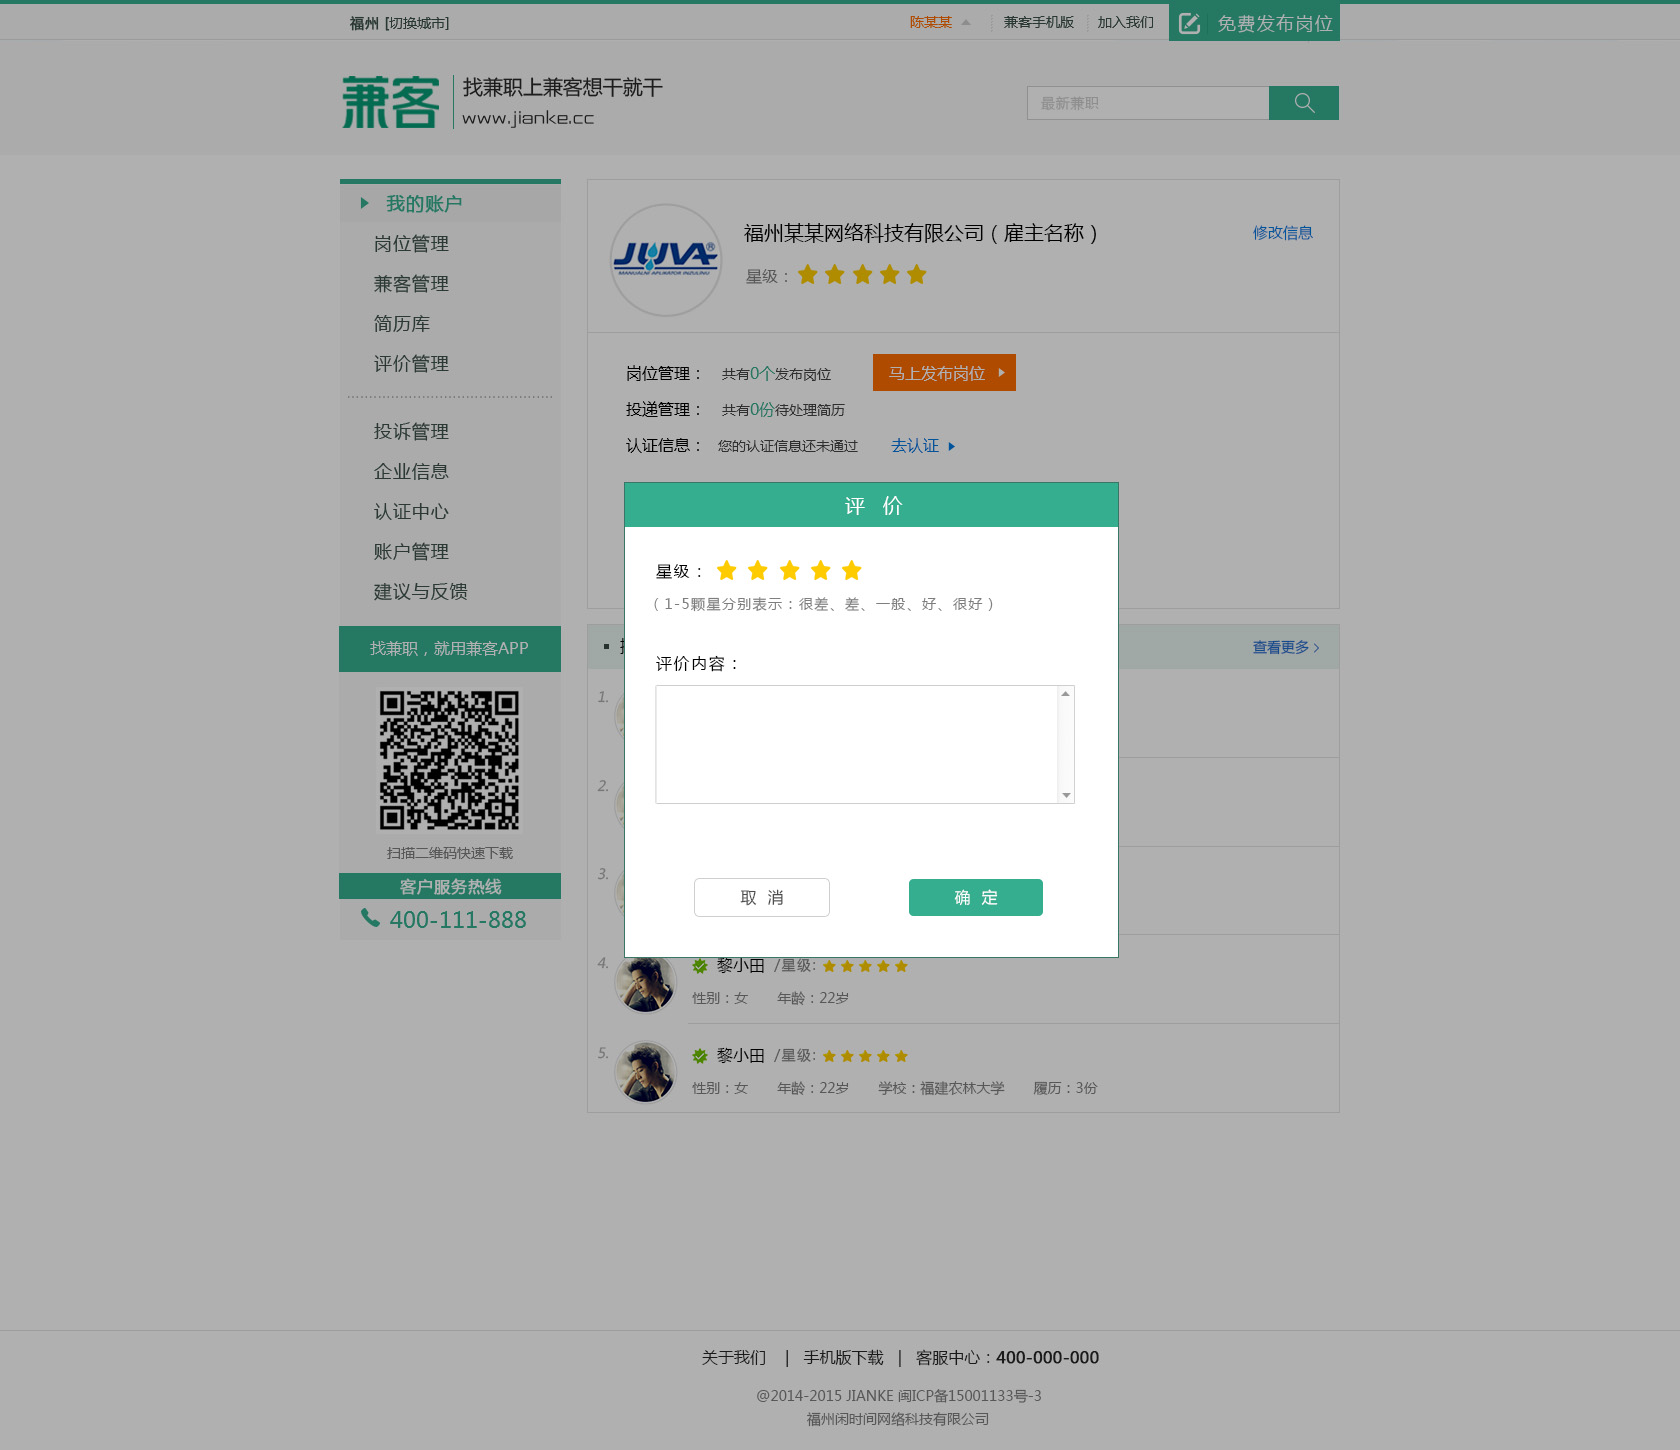 福州 [切换城市]
陈某某
兼客手机版
加入我们
免费发布岗位
兼客
找兼职上兼客想干就干
www.jianke.cc
最新兼职
我的账户
岗位管理
兼客管理
简历库
评价管理
投诉管理
企业信息
认证中心
账户管理
建议与反馈
找兼职，就用兼客APP
扫描二维码快速下载
客户服务热线
400-111-888
JUVA®
MANUÁLNI APLIKÁTOR INZULÍNU
福州某某网络科技有限公司（雇主名称）
修改信息
星级：
岗位管理： 共有0个发布岗位 马上发布岗位
投递管理： 共有0份待处理简历
认证信息： 您的认证信息还未通过 去认证
评 价
星级：
（1-5颗星分别表示：很差、差、一般、好、很好）
评价内容：
取 消
确 定
查看更多
1.
2.
3.
4.
黎小田 /星级:
性别：女 年龄：22岁
5.
黎小田 /星级:
性别：女 年龄：22岁 学校：福建农林大学 履历：3份
关于我们 | 手机版下载 | 客服中心：400-000-000
@2014-2015 JIANKE 闽ICP备15001133号-3
福州闲时间网络科技有限公司